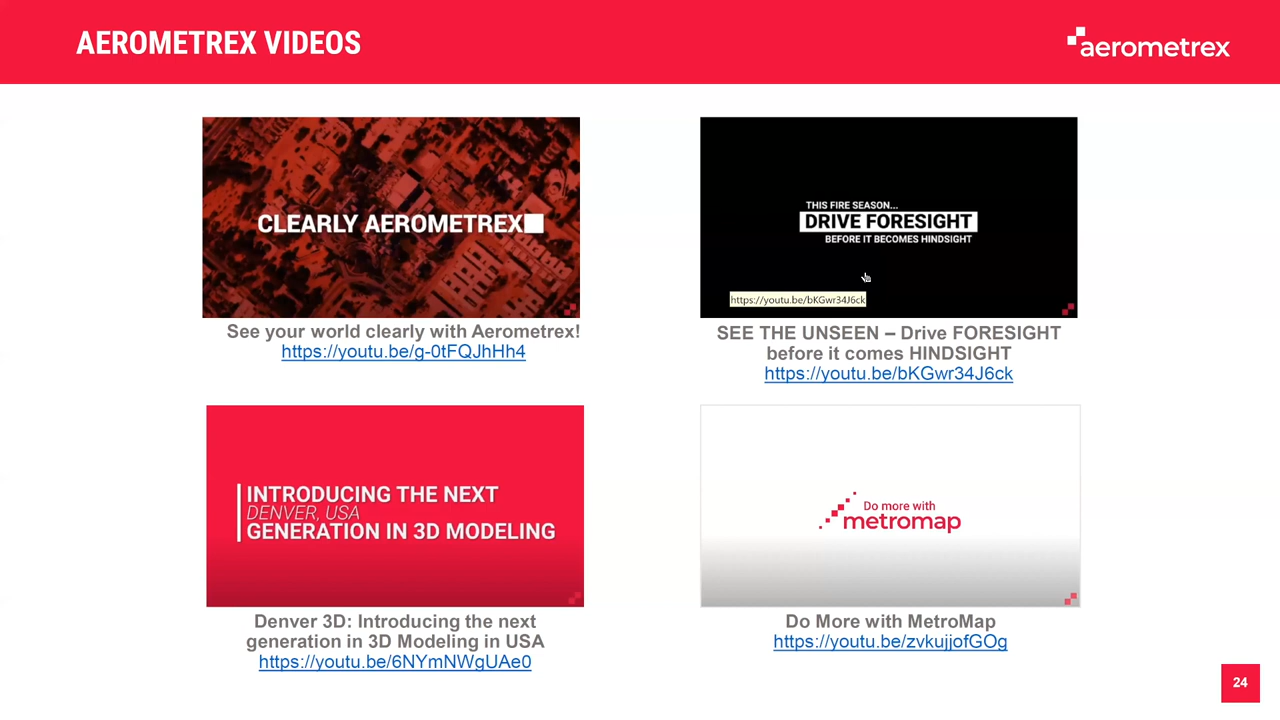 AEROMETREX VIDEOS
aerometrex
CLEARLY AEROMETREX
See your world clearly with Aerometrex!
https://youtu.be/g-0tFQJhHh4
THIS FIRE SEASON...
DRIVE FORESIGHT
BEFORE IT BECOMES HINDSIGHT
https://youtu.be/bKGwr34J6ck
SEE THE UNSEEN – Drive FORESIGHT
before it comes HINDSIGHT
https://youtu.be/bKGwr34J6ck
INTRODUCING THE NEXT
DENVER, USA
GENERATION IN 3D MODELING
Denver 3D: Introducing the next
generation in 3D Modeling in USA
https://youtu.be/6NYmNWgUAe0
Do more with
metromap
Do More with MetroMap
https://youtu.be/zvkujjofGOg
24